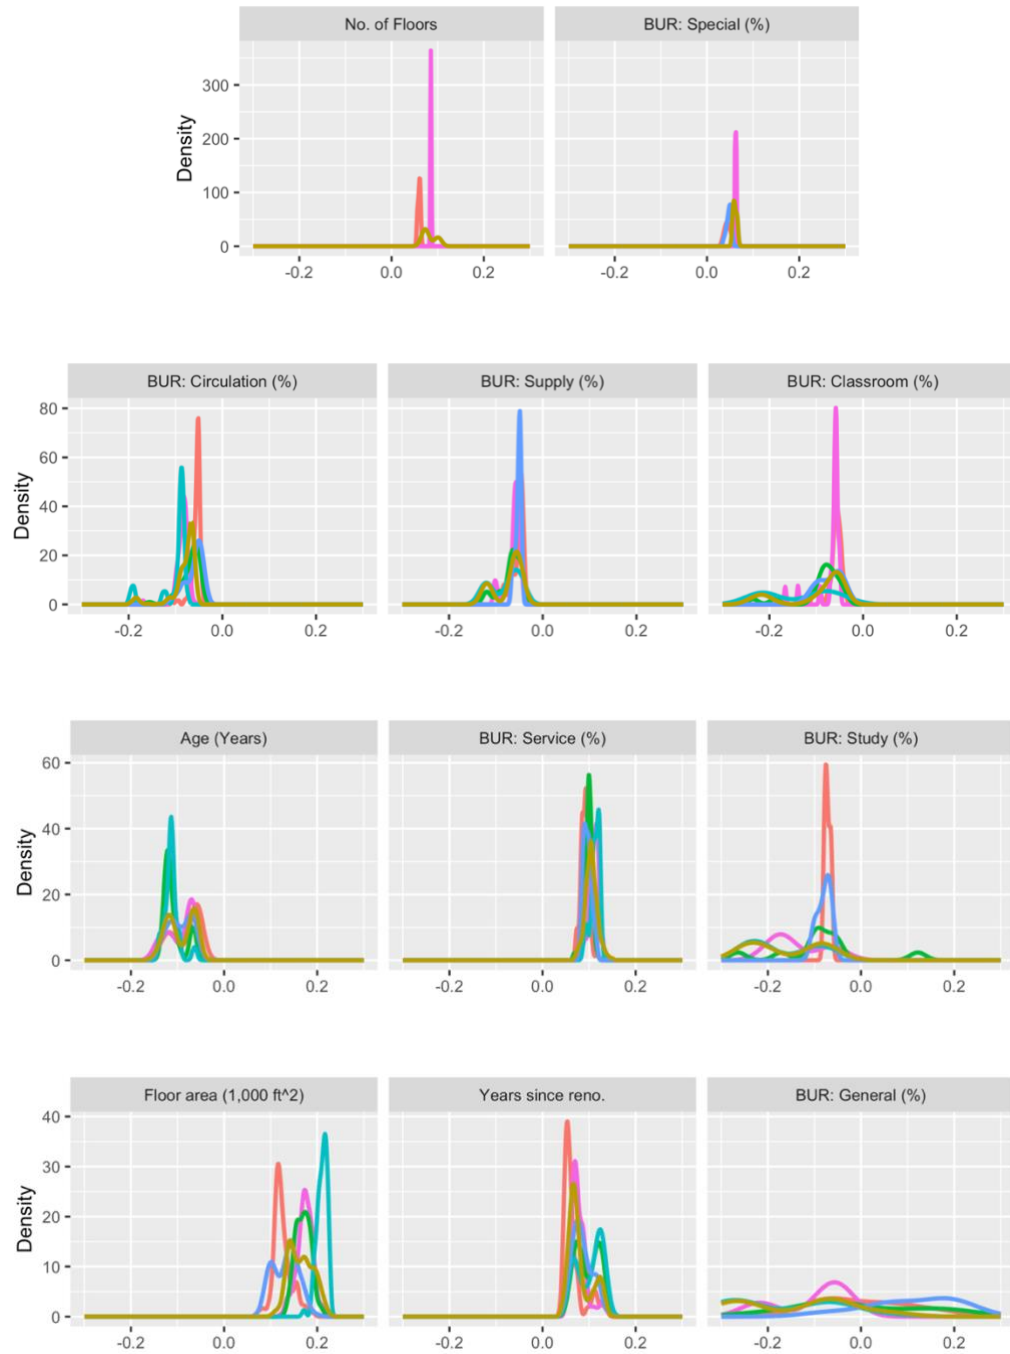 No. of Floors BUR: Special (%)
Density
300
200
100
0
-0.2 0.0 0.2 -0.2 0.0 0.2
BUR: Circulation (%) BUR: Supply (%) BUR: Classroom (%)
Density
80
60
40
20
0
-0.2 0.0 0.2 -0.2 0.0 0.2 -0.2 0.0 0.2
Age (Years) BUR: Service (%) BUR: Study (%)
Density
60
40
20
0
-0.2 0.0 0.2 -0.2 0.0 0.2 -0.2 0.0 0.2
Floor area (1,000 ft^2) Years since reno. BUR: General (%)
Density
40
30
20
10
0
-0.2 0.0 0.2 -0.2 0.0 0.2 -0.2 0.0 0.2